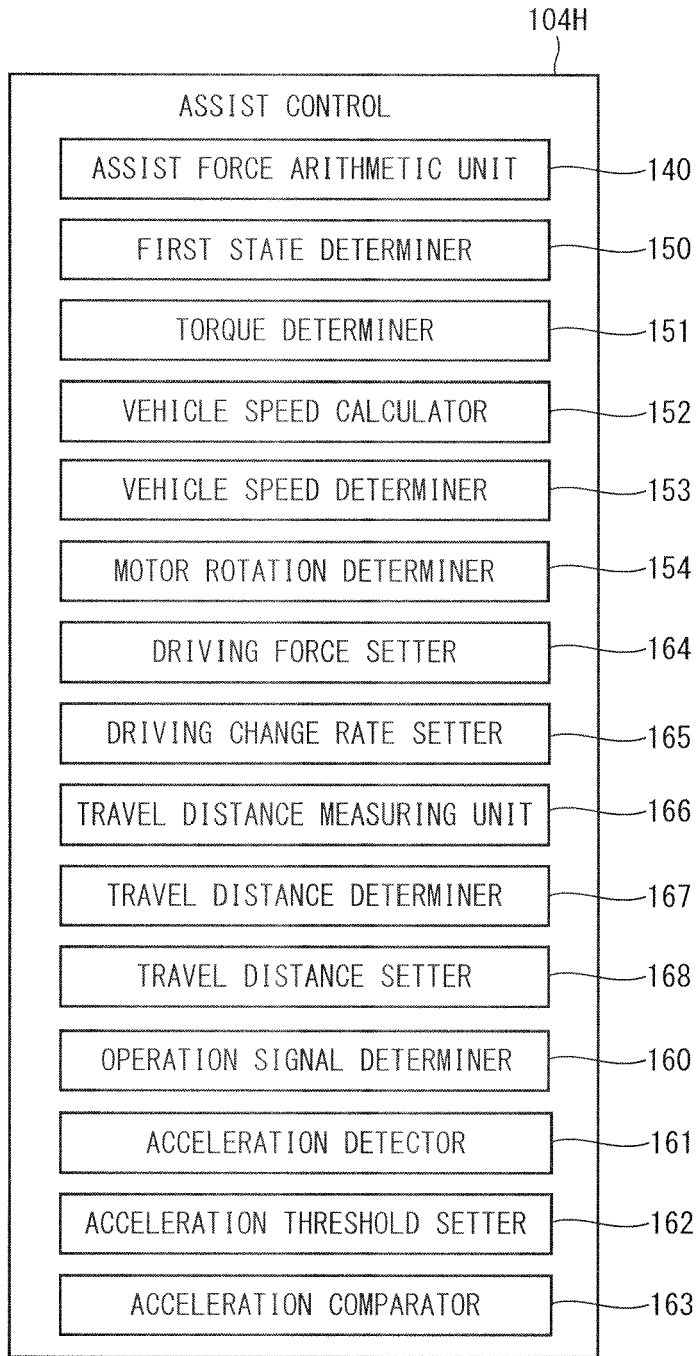 104H
ASSIST CONTROL
ASSIST FORCE ARITHMETIC UNIT 140
FIRST STATE DETERMINER 150
TORQUE DETERMINER 151
VEHICLE SPEED CALCULATOR 152
VEHICLE SPEED DETERMINER 153
MOTOR ROTATION DETERMINER 154
DRIVING FORCE SETTER 164
DRIVING CHANGE RATE SETTER 165
TRAVEL DISTANCE MEASURING UNIT 166
TRAVEL DISTANCE DETERMINER 167
TRAVEL DISTANCE SETTER 168
OPERATION SIGNAL DETERMINER 160
ACCELERATION DETECTOR 161
ACCELERATION THRESHOLD SETTER 162
ACCELERATION COMPARATOR 163